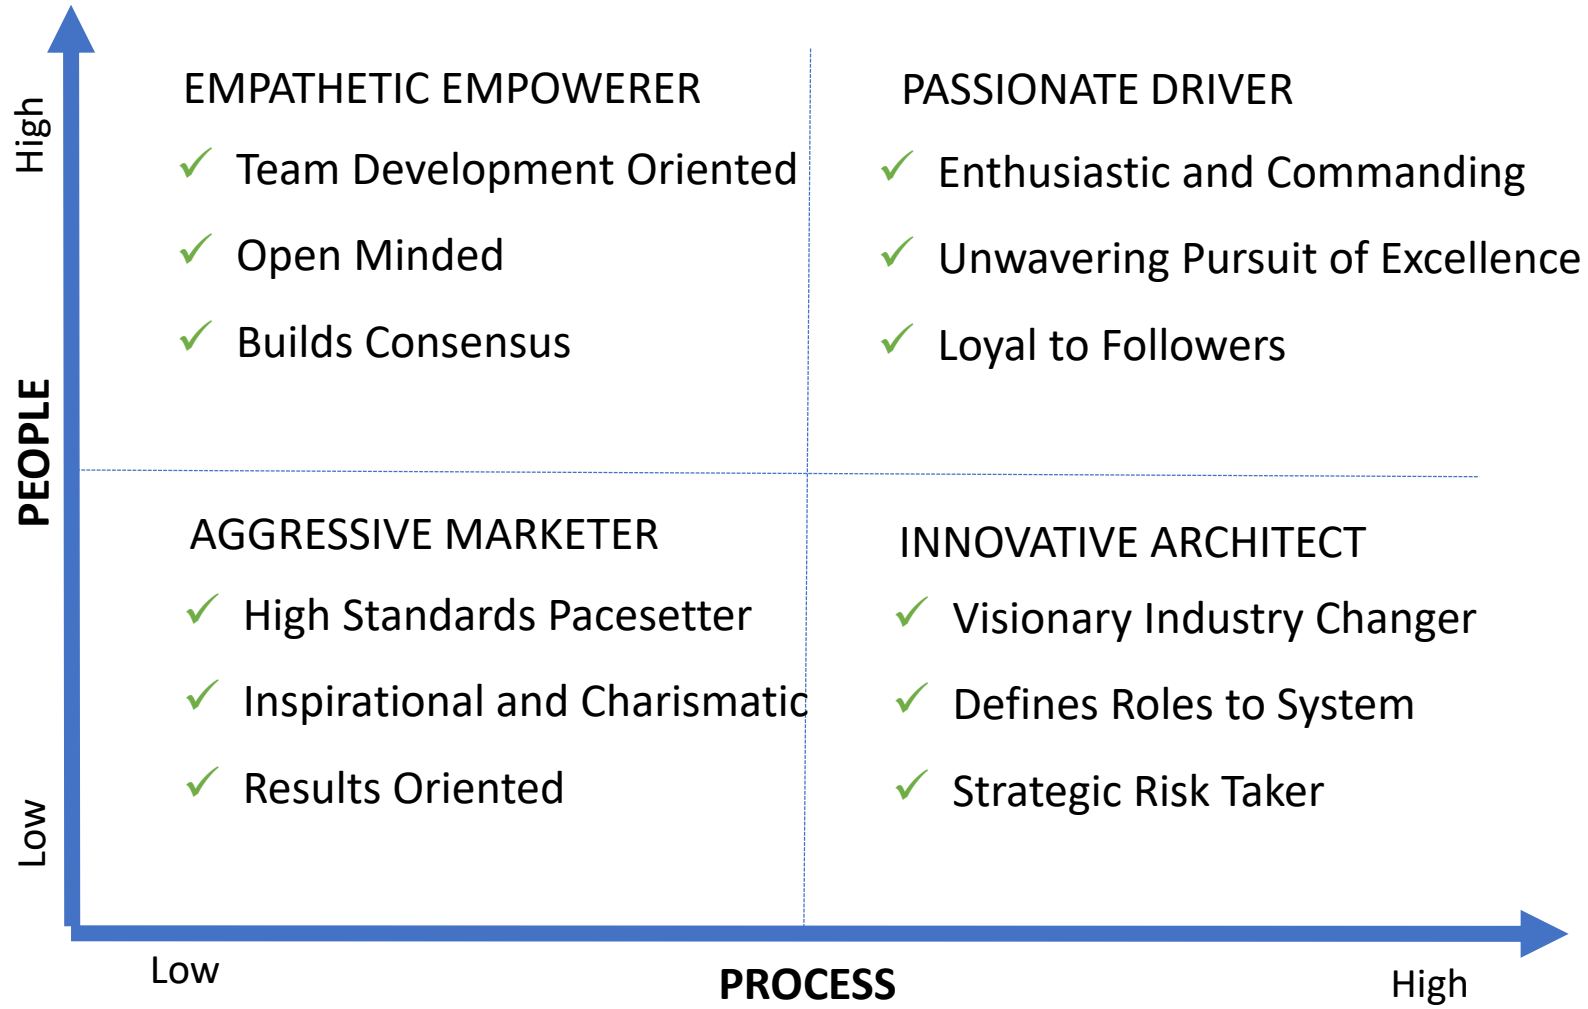 High
EMPATHETIC EMPOWERER
Team Development Oriented
Open Minded
Builds Consensus
PASSIONATE DRIVER
Enthusiastic and Commanding
Unwavering Pursuit of Excellence
Loyal to Followers
PEOPLE
AGGRESSIVE MARKETER
High Standards Pacesetter
Inspirational and Charismatic
Results Oriented
INNOVATIVE ARCHITECT
Visionary Industry Changer
Defines Roles to System
Strategic Risk Taker
Low
Low
PROCESS
High